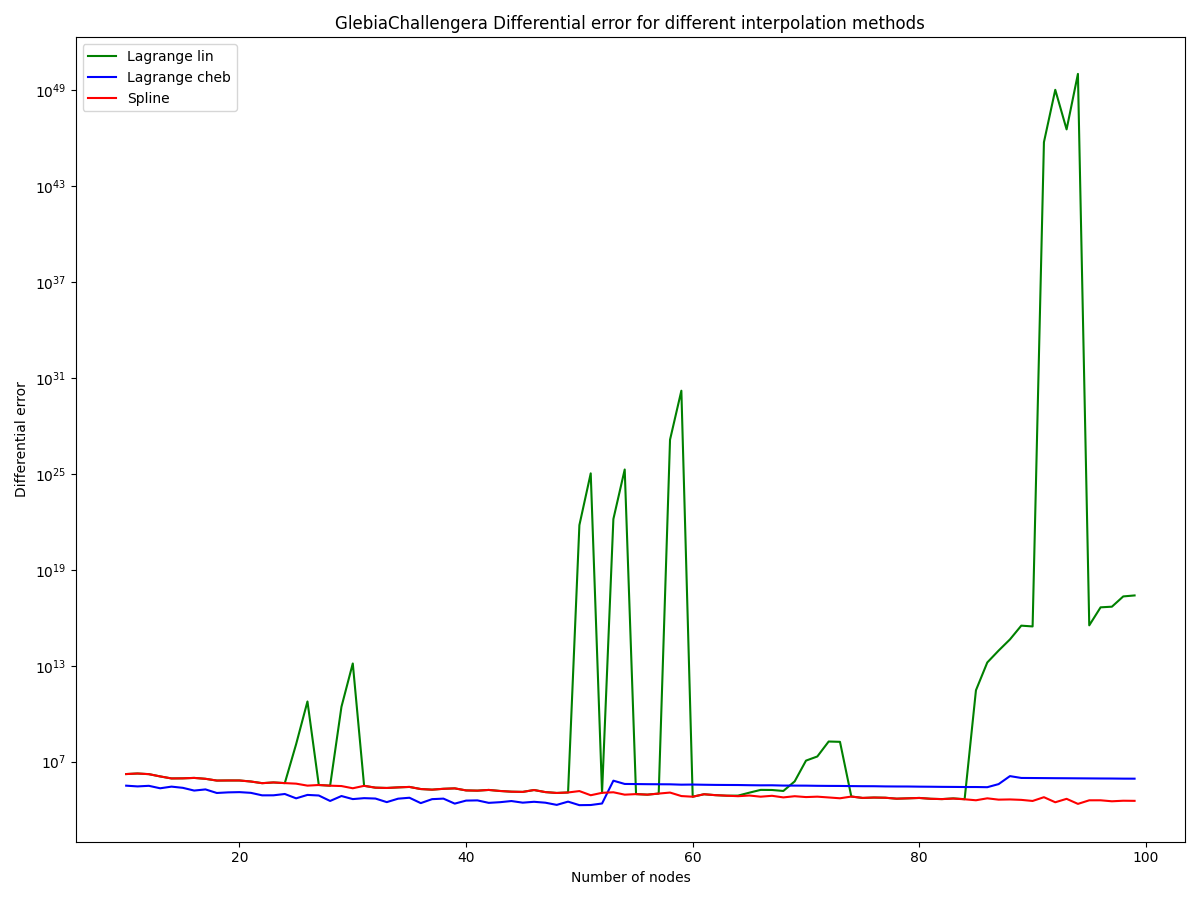 GlebiaChallengera Differential error for different interpolation methods
Lagrange lin
Lagrange cheb
Spline
10^49
10^43
10^37
10^31
10^25
10^19
10^13
10^7
Differential error
20 40 60 80 100
Number of nodes